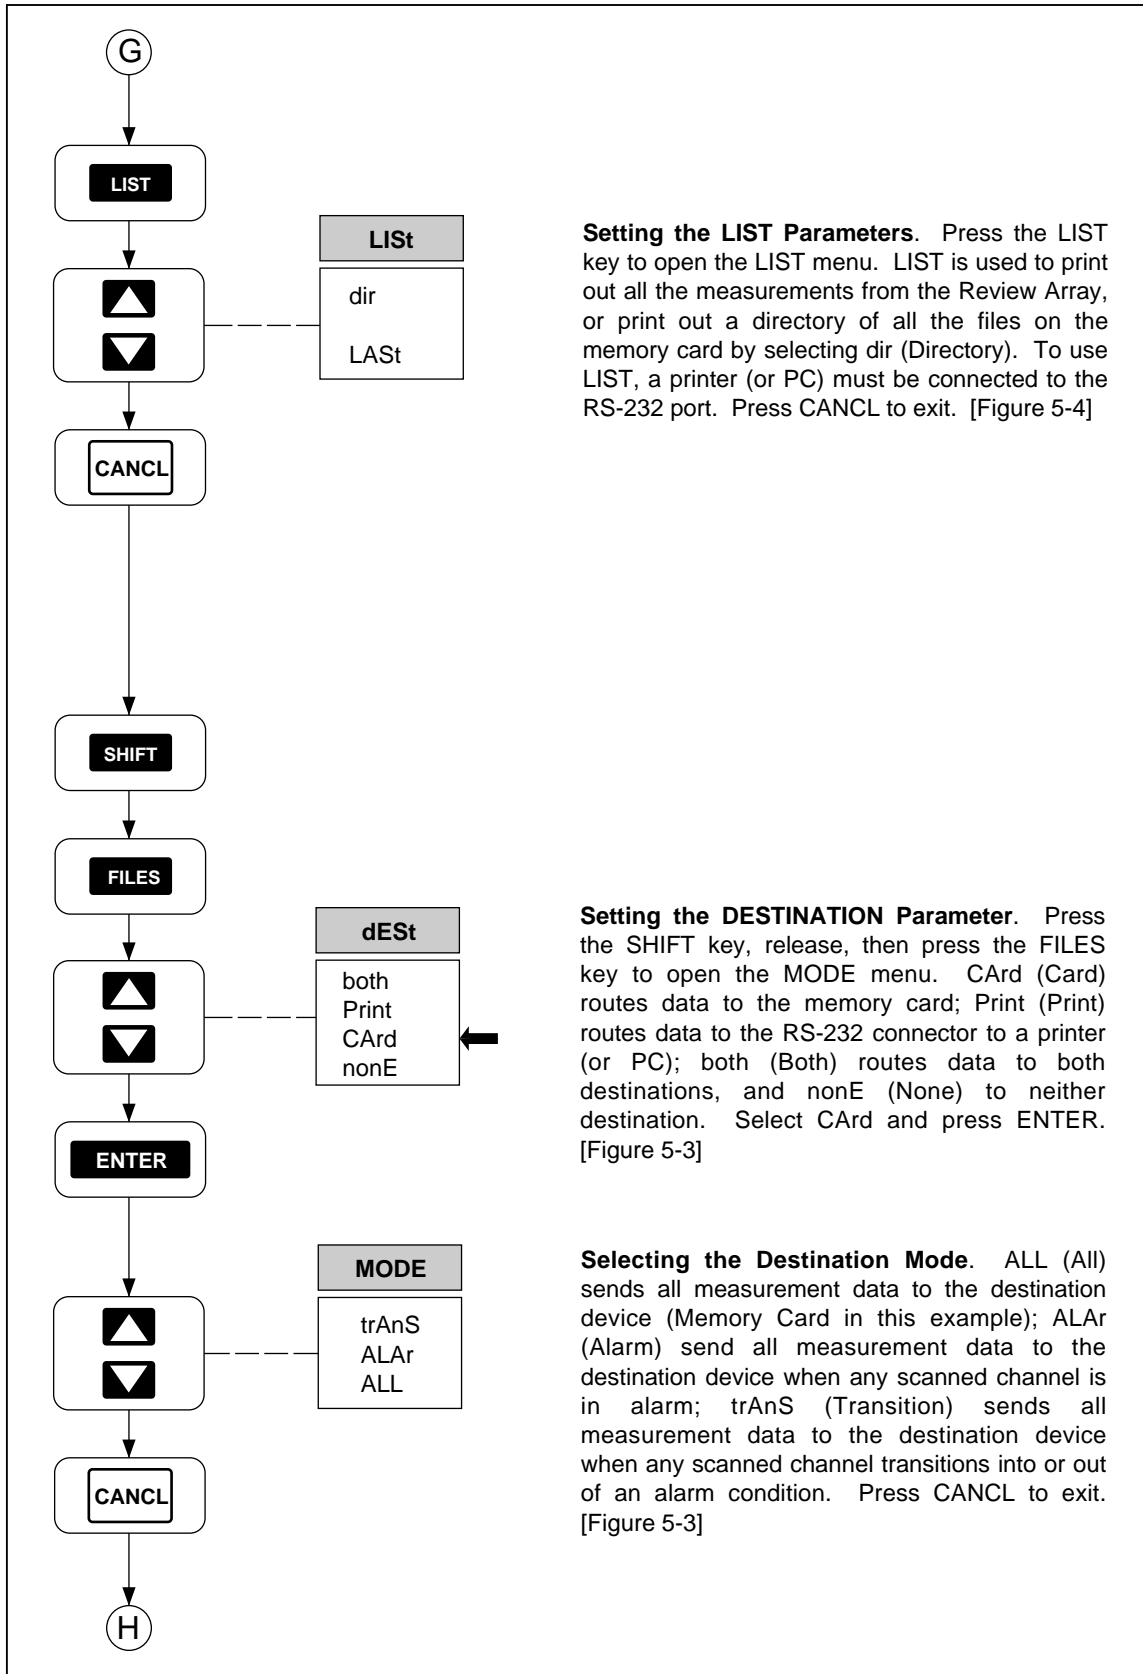 G
LIST
LISt
dir
LASt
Setting the LIST Parameters. Press the LIST
key to open the LIST menu. LIST is used to print
out all the measurements from the Review Array,
or print out a directory of all the files on the
memory card by selecting dir (Directory). To use
LIST, a printer (or PC) must be connected to the
RS-232 port. Press CANCL to exit. [Figure 5-4]
CANCL
SHIFT
FILES
dESt
both
Print
CArd
nonE
Setting the DESTINATION Parameter. Press
the SHIFT key, release, then press the FILES
key to open the MODE menu. CArd (Card)
routes data to the memory card; Print (Print)
routes data to the RS-232 connector to a printer
(or PC); both (Both) routes data to both
destinations, and nonE (None) to neither
destination. Select CArd and press ENTER.
[Figure 5-3]
ENTER
MODE
trAnS
ALAr
ALL
Selecting the Destination Mode. ALL (All)
sends all measurement data to the destination
device (Memory Card in this example); ALAr
(Alarm) send all measurement data to the
destination device when any scanned channel is
in alarm; trAnS (Transition) sends all
measurement data to the destination device
when any scanned channel transitions into or out
of an alarm condition. Press CANCL to exit.
[Figure 5-3]
CANCL
H